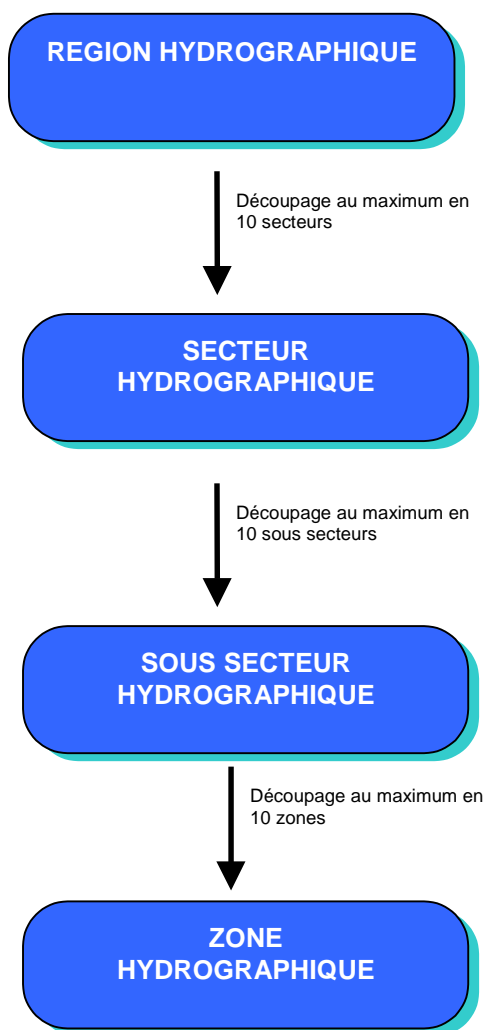 REGION HYDROGRAPHIQUE
Découpage au maximum en
10 secteurs
SECTEUR
HYDROGRAPHIQUE
Découpage au maximum en
10 sous secteurs
SOUS SECTEUR
HYDROGRAPHIQUE
Découpage au maximum en
10 zones
ZONE
HYDROGRAPHIQUE